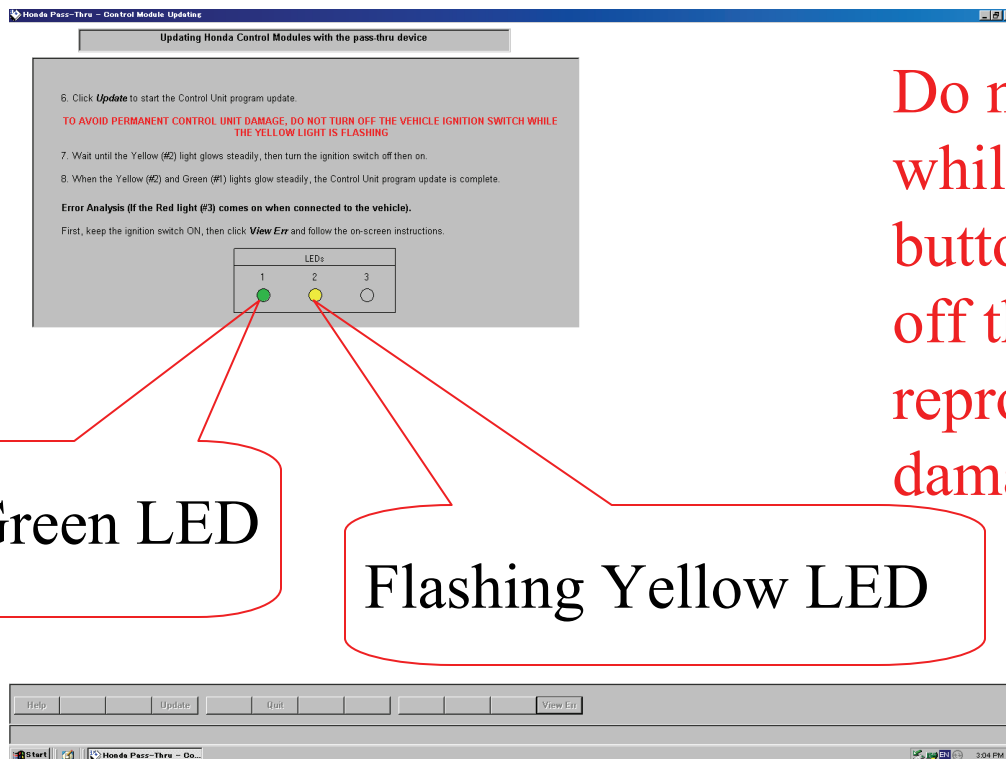 Honda Pass-Thru - Control Module Updating
Updating Honda Control Modules with the pass-thru device
6. Click Update to start the Control Unit program update.
TO AVOID PERMANENT CONTROL UNIT DAMAGE, DO NOT TURN OFF THE VEHICLE IGNITION SWITCH WHILE
THE YELLOW LIGHT IS FLASHING
7. Wait until the Yellow (#2) light glows steadily, then turn the ignition switch off then on.
8. When the Yellow (#2) and Green (#1) lights glow steadily, the Control Unit program update is complete.
Error Analysis (If the Red light (#3) comes on when connected to the vehicle).
First, keep the ignition switch ON, then click View Err and follow the on-screen instructions.
LEDs
1 2 3
Do
while
off
Green LED
Flashing Yellow LED
Help Update Quit View Err
Start Honda Pass-Thru - Co... EN 3:04 PM